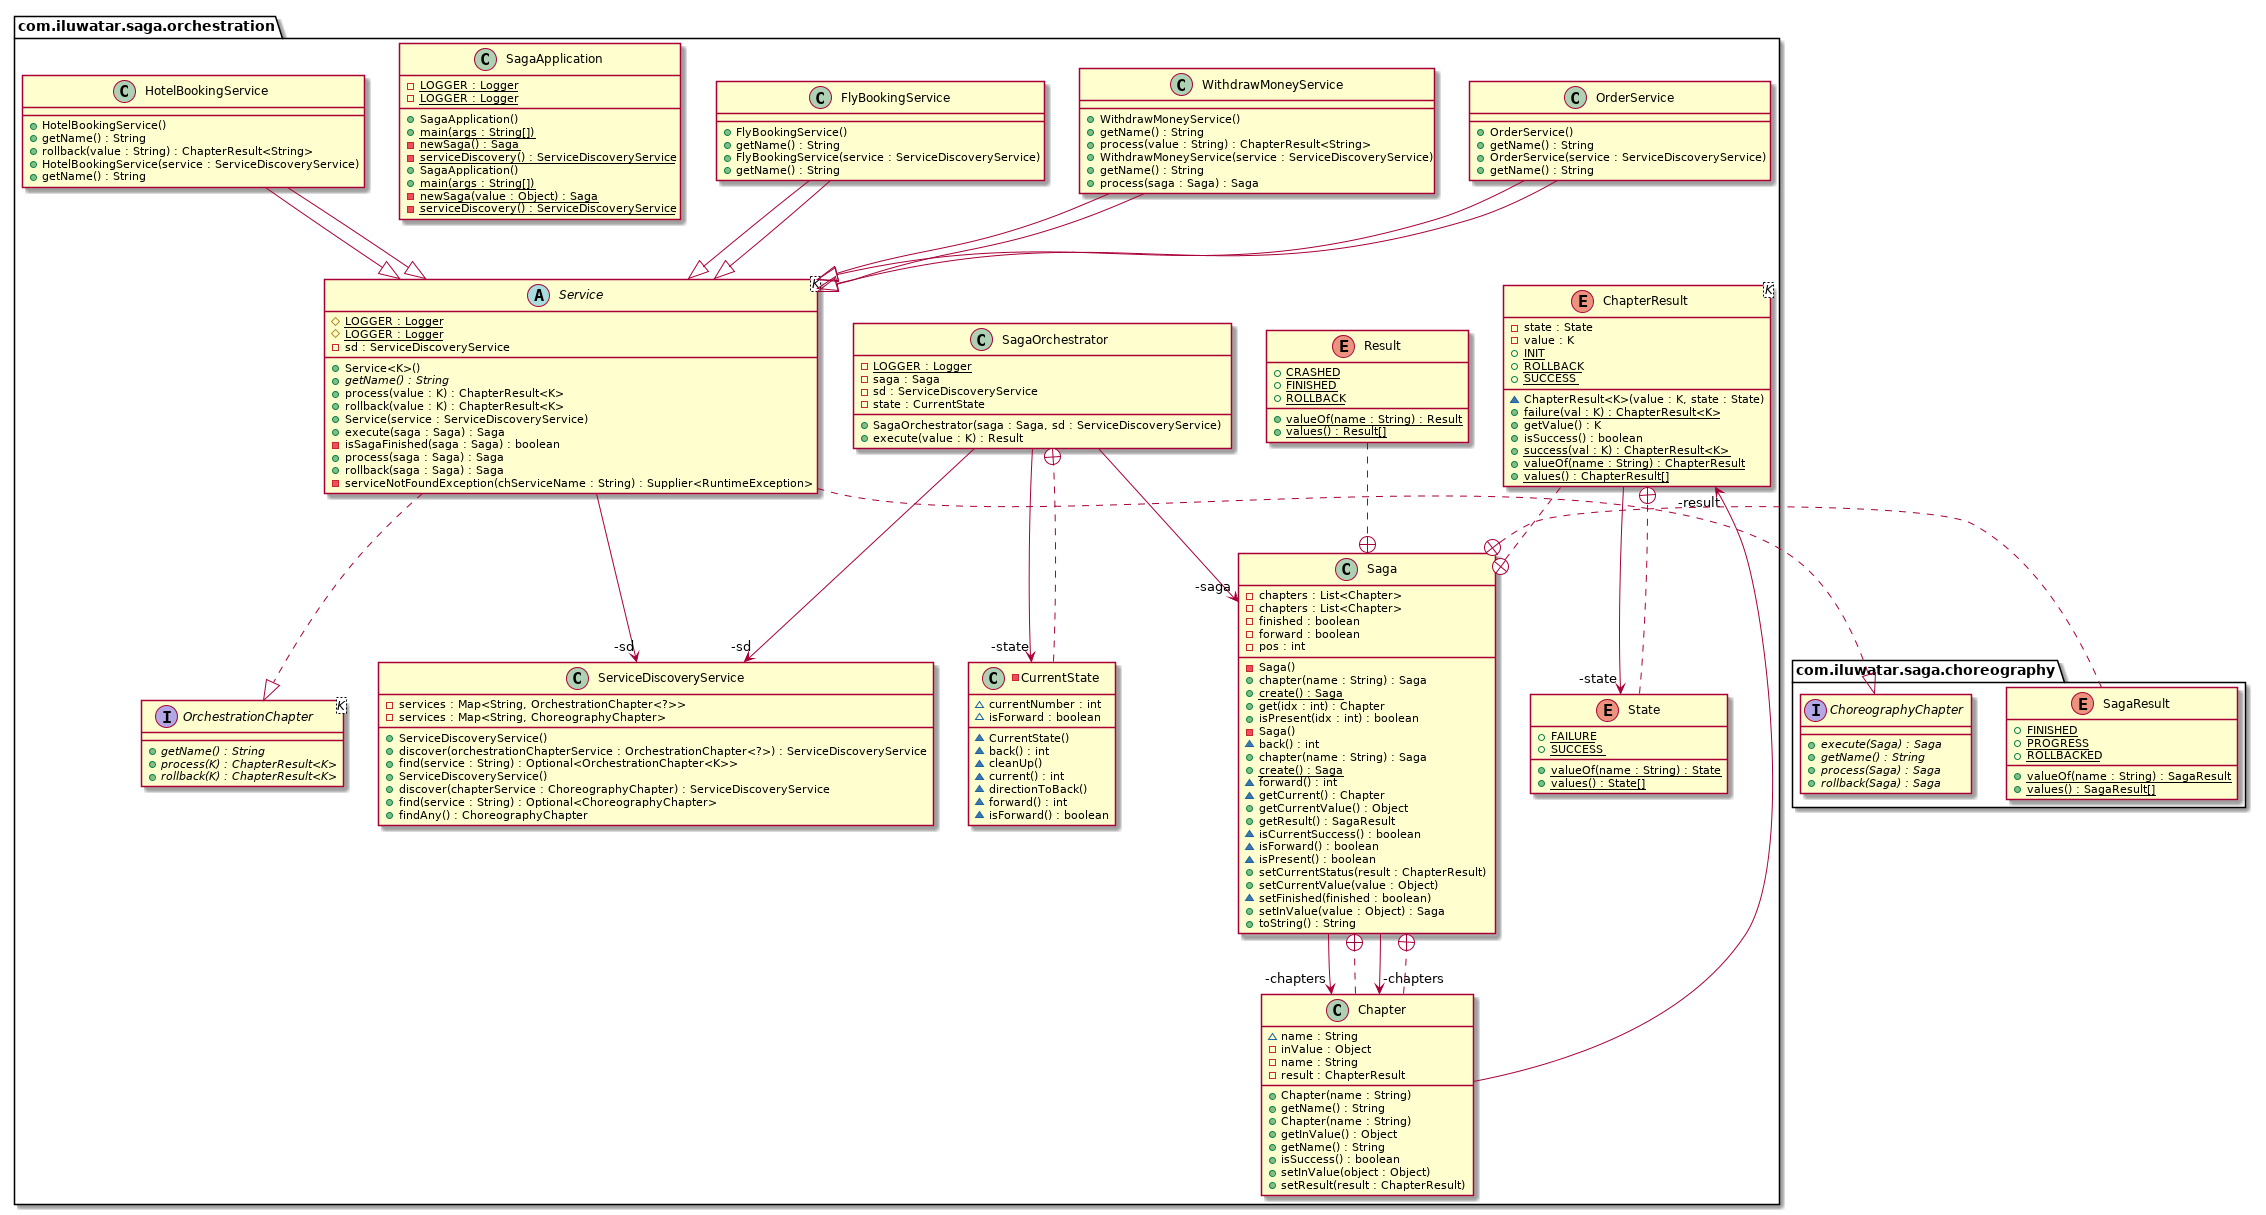 com.iluwatar.saga.orchestration
C HotelBookingService
HotelBookingService()
getName() : String
rollback(value : String) : ChapterResult<String>
HotelBookingService(service : ServiceDiscoveryService)
getName() : String
C SagaApplication
LOGGER : Logger
LOGGER : Logger
SagaApplication()
main(args : String[])
newSaga() : Saga
serviceDiscovery() : ServiceDiscoveryService
SagaApplication()
main(args : String[])
newSaga(value : Object) : Saga
serviceDiscovery() : ServiceDiscoveryService
C FlyBookingService
FlyBookingService()
getName() : String
FlyBookingService(service : ServiceDiscoveryService)
getName() : String
C WithdrawMoneyService
WithdrawMoneyService()
getName() : String
process(value : String) : ChapterResult<String>
WithdrawMoneyService(service : ServiceDiscoveryService)
getName() : String
process(saga : Saga) : Saga
C OrderService
OrderService()
getName() : String
OrderService(service : ServiceDiscoveryService)
getName() : String
A Service
K
LOGGER : Logger
LOGGER : Logger
sd : ServiceDiscoveryService
Service<K>()
getName() : String
process(value : K) : ChapterResult<K>
rollback(value : K) : ChapterResult<K>
Service(service : ServiceDiscoveryService)
execute(saga : Saga) : Saga
isSagaFinished(saga : Saga) : boolean
process(saga : Saga) : Saga
rollback(saga : Saga) : Saga
serviceNotFoundException(chServiceName : String) : Supplier<RuntimeException>
C SagaOrchestrator
LOGGER : Logger
saga : Saga
sd : ServiceDiscoveryService
state : CurrentState
SagaOrchestrator(saga : Saga, sd : ServiceDiscoveryService)
execute(value : K) : Result
E Result
CRASHED
FINISHED
ROLLBACK
valueOf(name : String) : Result
values() : Result[]
E ChapterResult
K
state : State
value : K
INIT
ROLLBACK
SUCCESS
ChapterResult<K>(value : K, state : State)
failure(val : K) : ChapterResult<K>
getValue() : K
isSuccess() : boolean
success(val : K) : ChapterResult<K>
valueOf(name : String) : ChapterResult
values() : ChapterResult[]
-result
-saga
-sd
-sd
-state
-state
I OrchestrationChapter
K
getName() : String
process(K) : ChapterResult<K>
rollback(K) : ChapterResult<K>
C ServiceDiscoveryService
services : Map<String, OrchestrationChapter<?>>
services : Map<String, ChoreographyChapter>
ServiceDiscoveryService()
discover(orchestrationChapterService : OrchestrationChapter<?>) : ServiceDiscoveryService
find(service : String) : Optional<OrchestrationChapter<K>>
ServiceDiscoveryService()
discover(chapterService : ChoreographyChapter) : ServiceDiscoveryService
find(service : String) : Optional<ChoreographyChapter>
findAny() : ChoreographyChapter
C CurrentState
currentNumber : int
isForward : boolean
CurrentState()
back() : int
cleanUp()
current() : int
directionToBack()
forward() : int
isForward() : boolean
C Saga
chapters : List<Chapter>
chapters : List<Chapter>
finished : boolean
forward : boolean
pos : int
Saga()
chapter(name : String) : Saga
create() : Saga
get(idx : int) : Chapter
isPresent(idx : int) : boolean
Saga()
back() : int
chapter(name : String) : Saga
create() : Saga
forward() : int
getCurrent() : Chapter
getCurrentValue() : Object
getResult() : SagaResult
isCurrentSuccess() : boolean
isForward() : boolean
isPresent() : boolean
setCurrentStatus(result : ChapterResult)
setCurrentValue(value : Object)
setFinished(finished : boolean)
setInValue(value : Object) : Saga
toString() : String
E State
FAILURE
SUCCESS
valueOf(name : String) : State
values() : State[]
com.iluwatar.saga.choreography
I ChoreographyChapter
execute(Saga) : Saga
getName() : String
process(Saga) : Saga
rollback(Saga) : Saga
E SagaResult
FINISHED
PROGRESS
ROLLBACKED
valueOf(name : String) : SagaResult
values() : SagaResult[]
-chapters
-chapters
C Chapter
name : String
inValue : Object
name : String
result : ChapterResult
Chapter(name : String)
getName() : String
Chapter(name : String)
getInValue() : Object
getName() : String
isSuccess() : boolean
setInValue(object : Object)
setResult(result : ChapterResult)